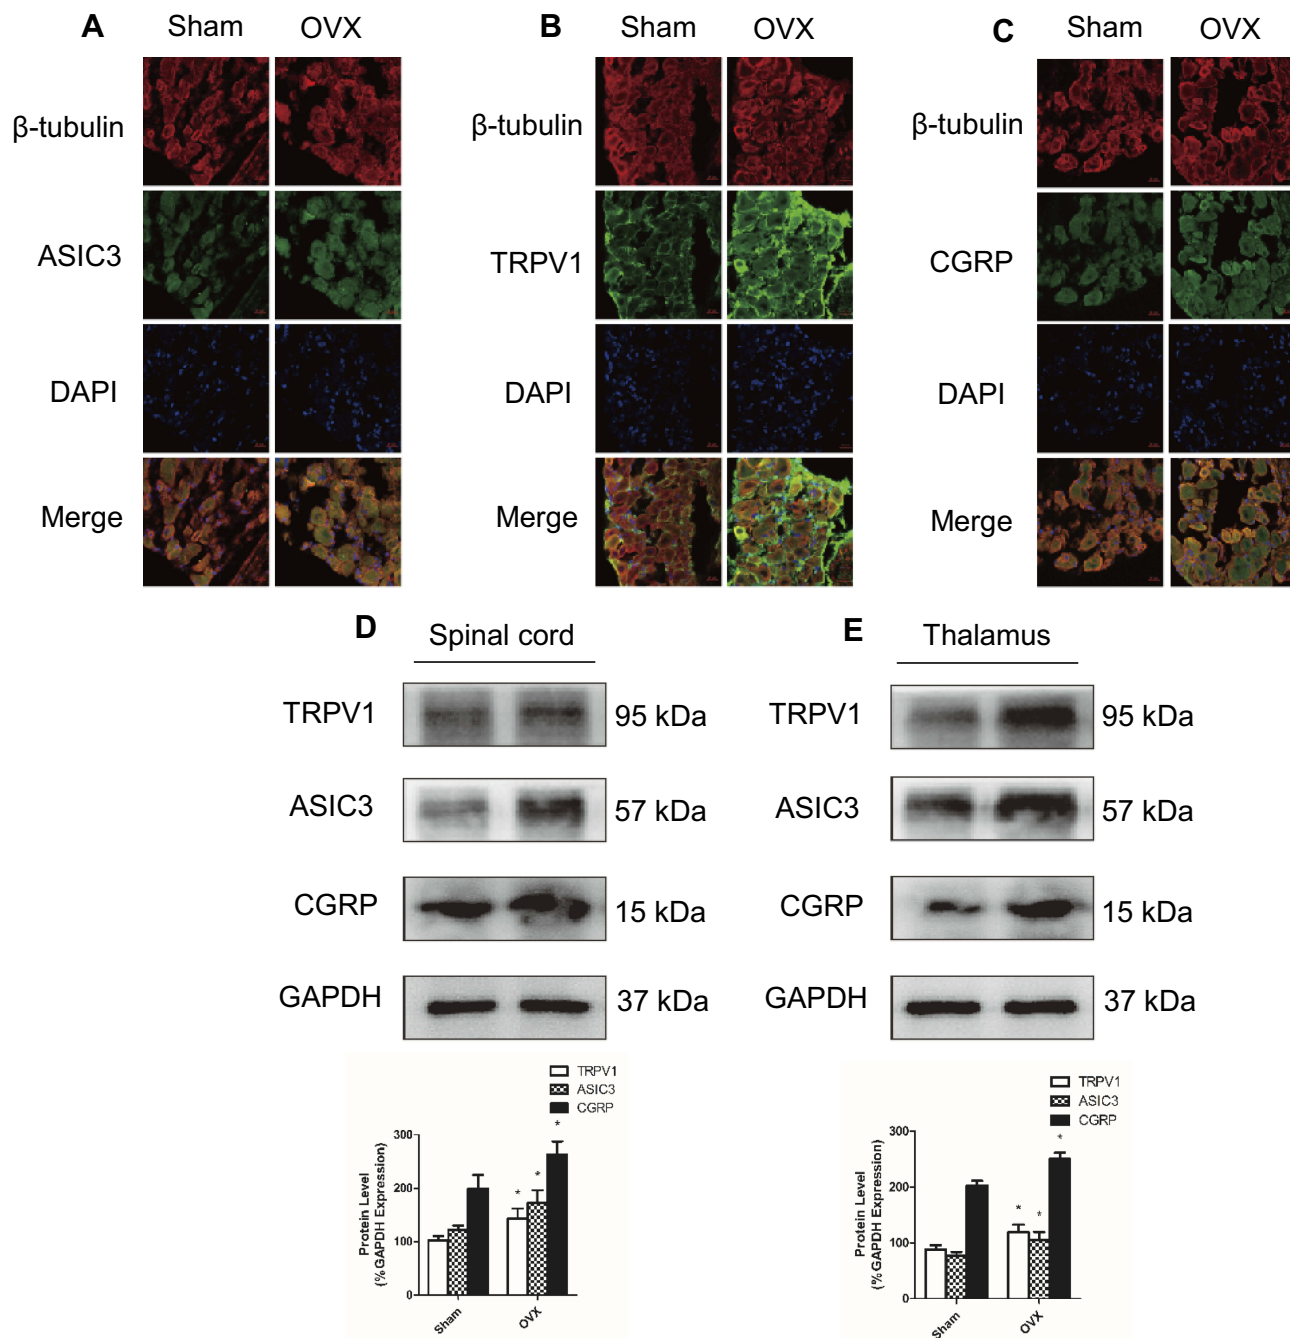 A Sham OVX
β-tubulin
ASIC3
DAPI
Merge
B Sham OVX
β-tubulin
TRPV1
DAPI
Merge
C Sham OVX
β-tubulin
CGRP
DAPI
Merge
D Spinal cord
TRPV1 95 kDa
ASIC3 57 kDa
CGRP 15 kDa
GAPDH 37 kDa
TRPV1
ASIC3
CGRP
Protein Level
(%GAPDH Expression)
300
200
100
0
* * *
Sham OVX
E Thalamus
TRPV1 95 kDa
ASIC3 57 kDa
CGRP 15 kDa
GAPDH 37 kDa
TRPV1
ASIC3
CGRP
Protein Level
(%GAPDH Expression)
300
200
100
0
* * *
Sham OVX